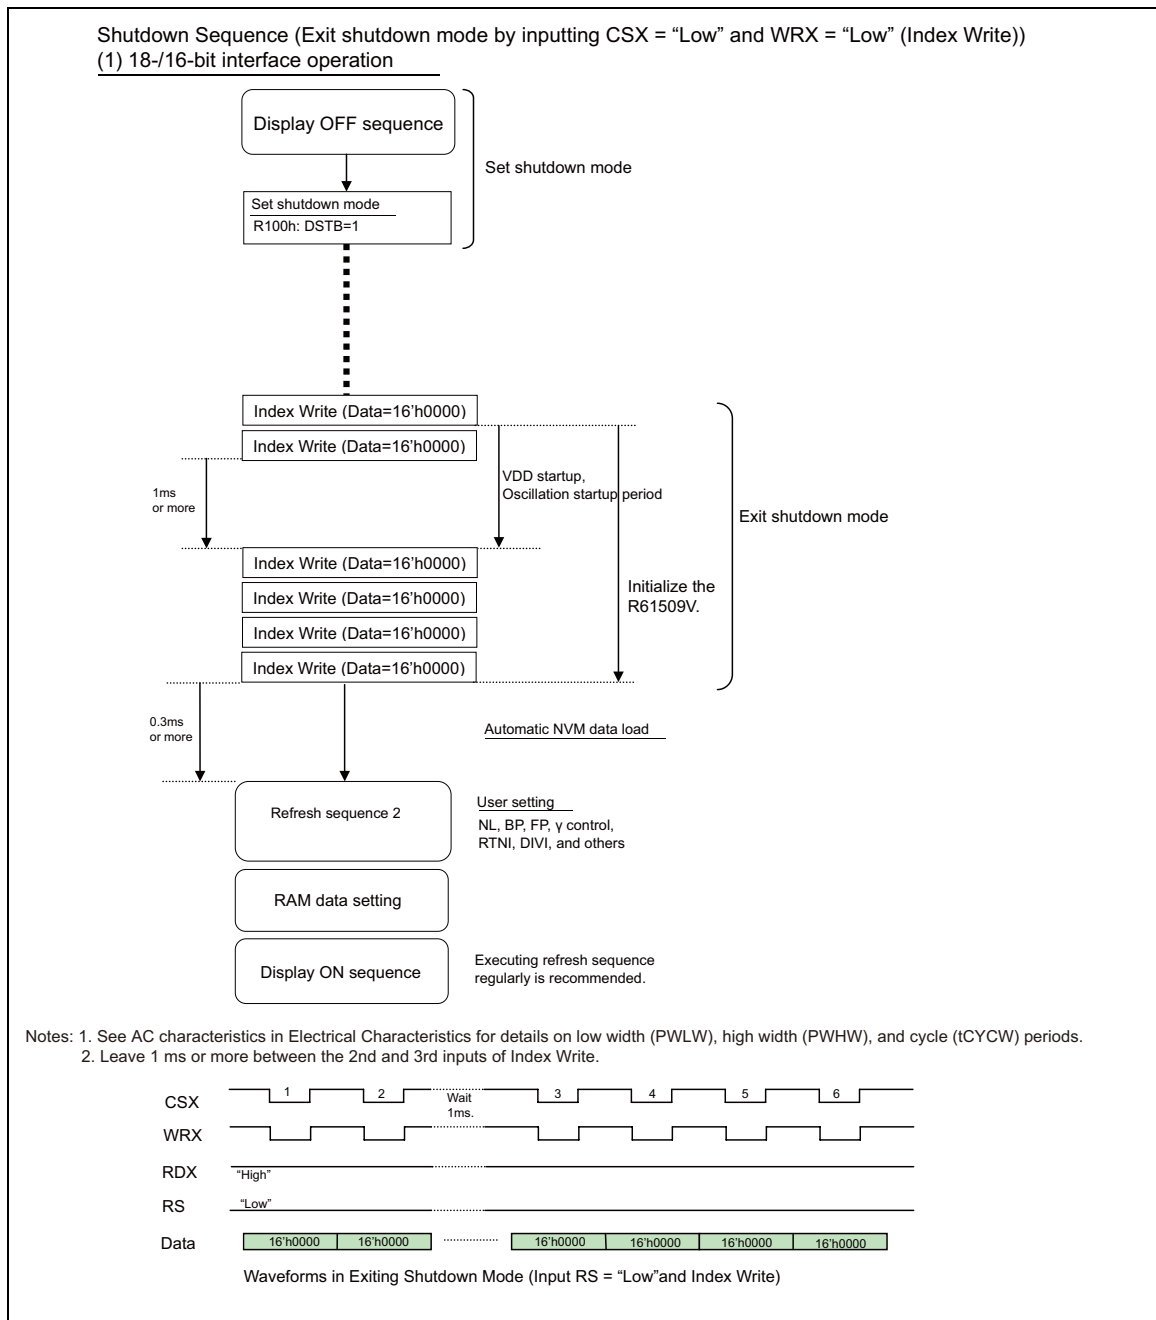 Shutdown Sequence (Exit shutdown mode by inputting CSX = “Low” and WRX = “Low” (Index Write))
(1) 18-/16-bit interface operation
Display OFF sequence
Set shutdown mode
Set shutdown mode
R100h: DSTB=1
Index Write (Data=16’h0000)
Index Write (Data=16’h0000)
VDD startup,
Oscillation startup period
1ms
or more
Exit shutdown mode
Index Write (Data=16’h0000)
Index Write (Data=16’h0000)
Initialize the
R61509V.
Index Write (Data=16’h0000)
Index Write (Data=16’h0000)
0.3ms
or more
Automatic NVM data load
Refresh sequence 2
User setting
NL, BP, FP, γ control,
RTNI, DIVI, and others
RAM data setting
Display ON sequence
Executing refresh sequence
regularly is recommended.
Notes: 1. See AC characteristics in Electrical Characteristics for details on low width (PWLW), high width (PWHW), and cycle (tCYCW) periods.
2. Leave 1 ms or more between the 2nd and 3rd inputs of Index Write.
CSX 1 2 Wait 3 4 5 6
1ms.
WRX
RDX “High”
RS “Low”
Data 16’h0000 16’h0000 16’h0000 16’h0000 16’h0000 16’h0000
Waveforms in Exiting Shutdown Mode (Input RS = “Low”and Index Write)